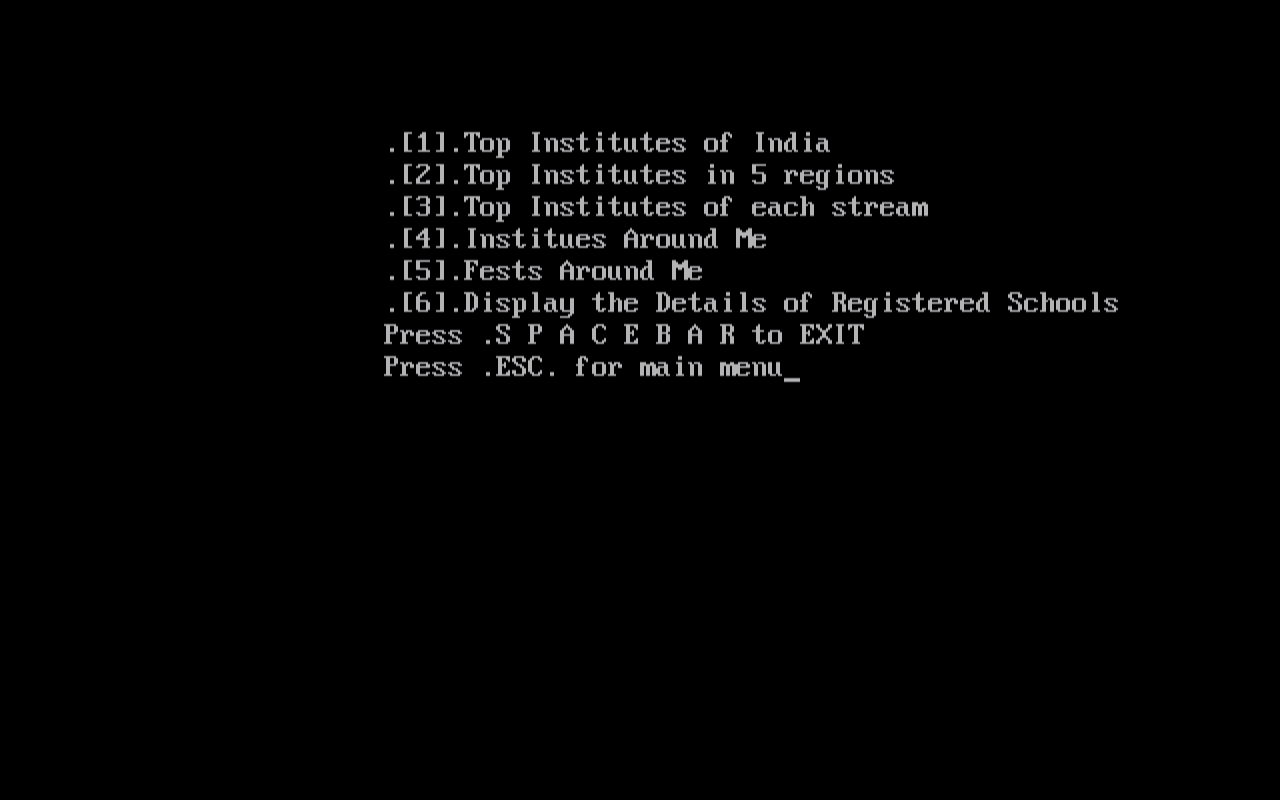 .[1].Top Institutes of India
.[2].Top Institutes in 5 regions
.[3].Top Institutes of each stream
.[4].Institues Around Me
.[5].Fests Around Me
.[6].Display the Details of Registered Schools
Press .S P A C E B A R to EXIT
Press .ESC. for main menu_